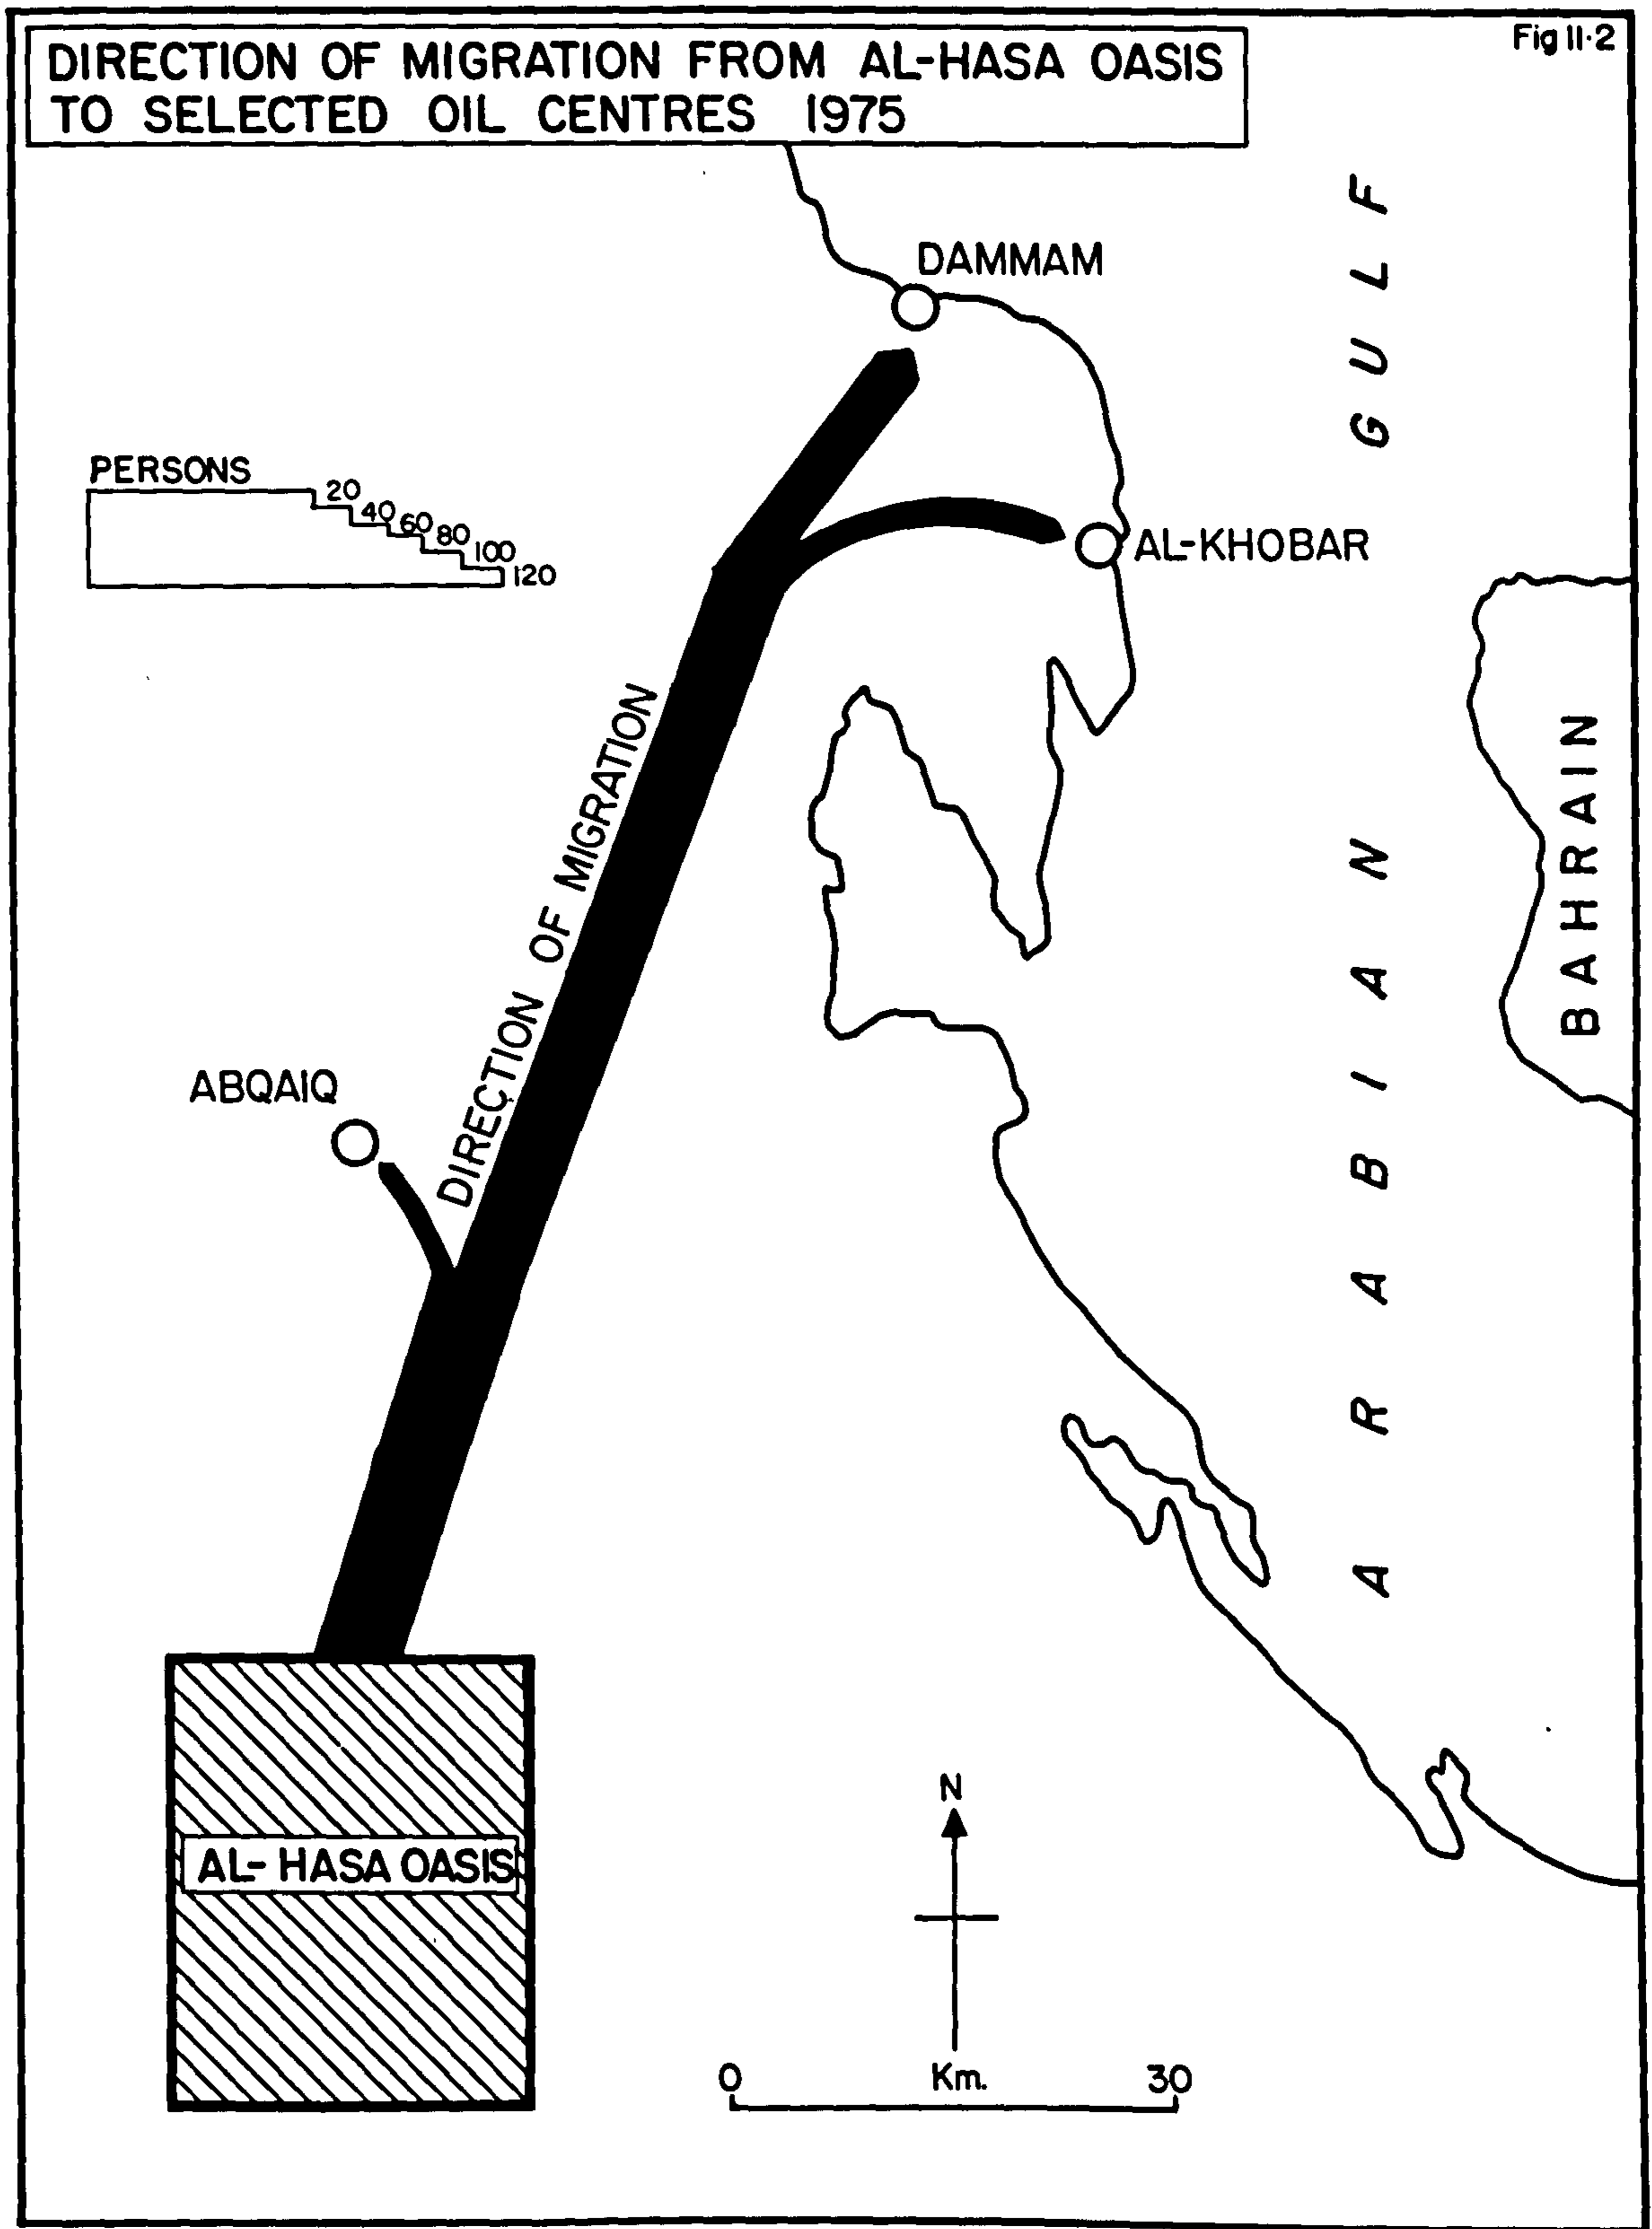 Fig 11·2
DIRECTION OF MIGRATION FROM AL-HASA OASIS
TO SELECTED OIL CENTRES 1975
DAMMAM
PERSONS
20
40
60
80
100
120
AL-KHOBAR
ARABIAN GULF
BAHRAIN
DIRECTION OF MIGRATION
ABQAIQ
AL-HASA OASIS
N
0 Km. 30